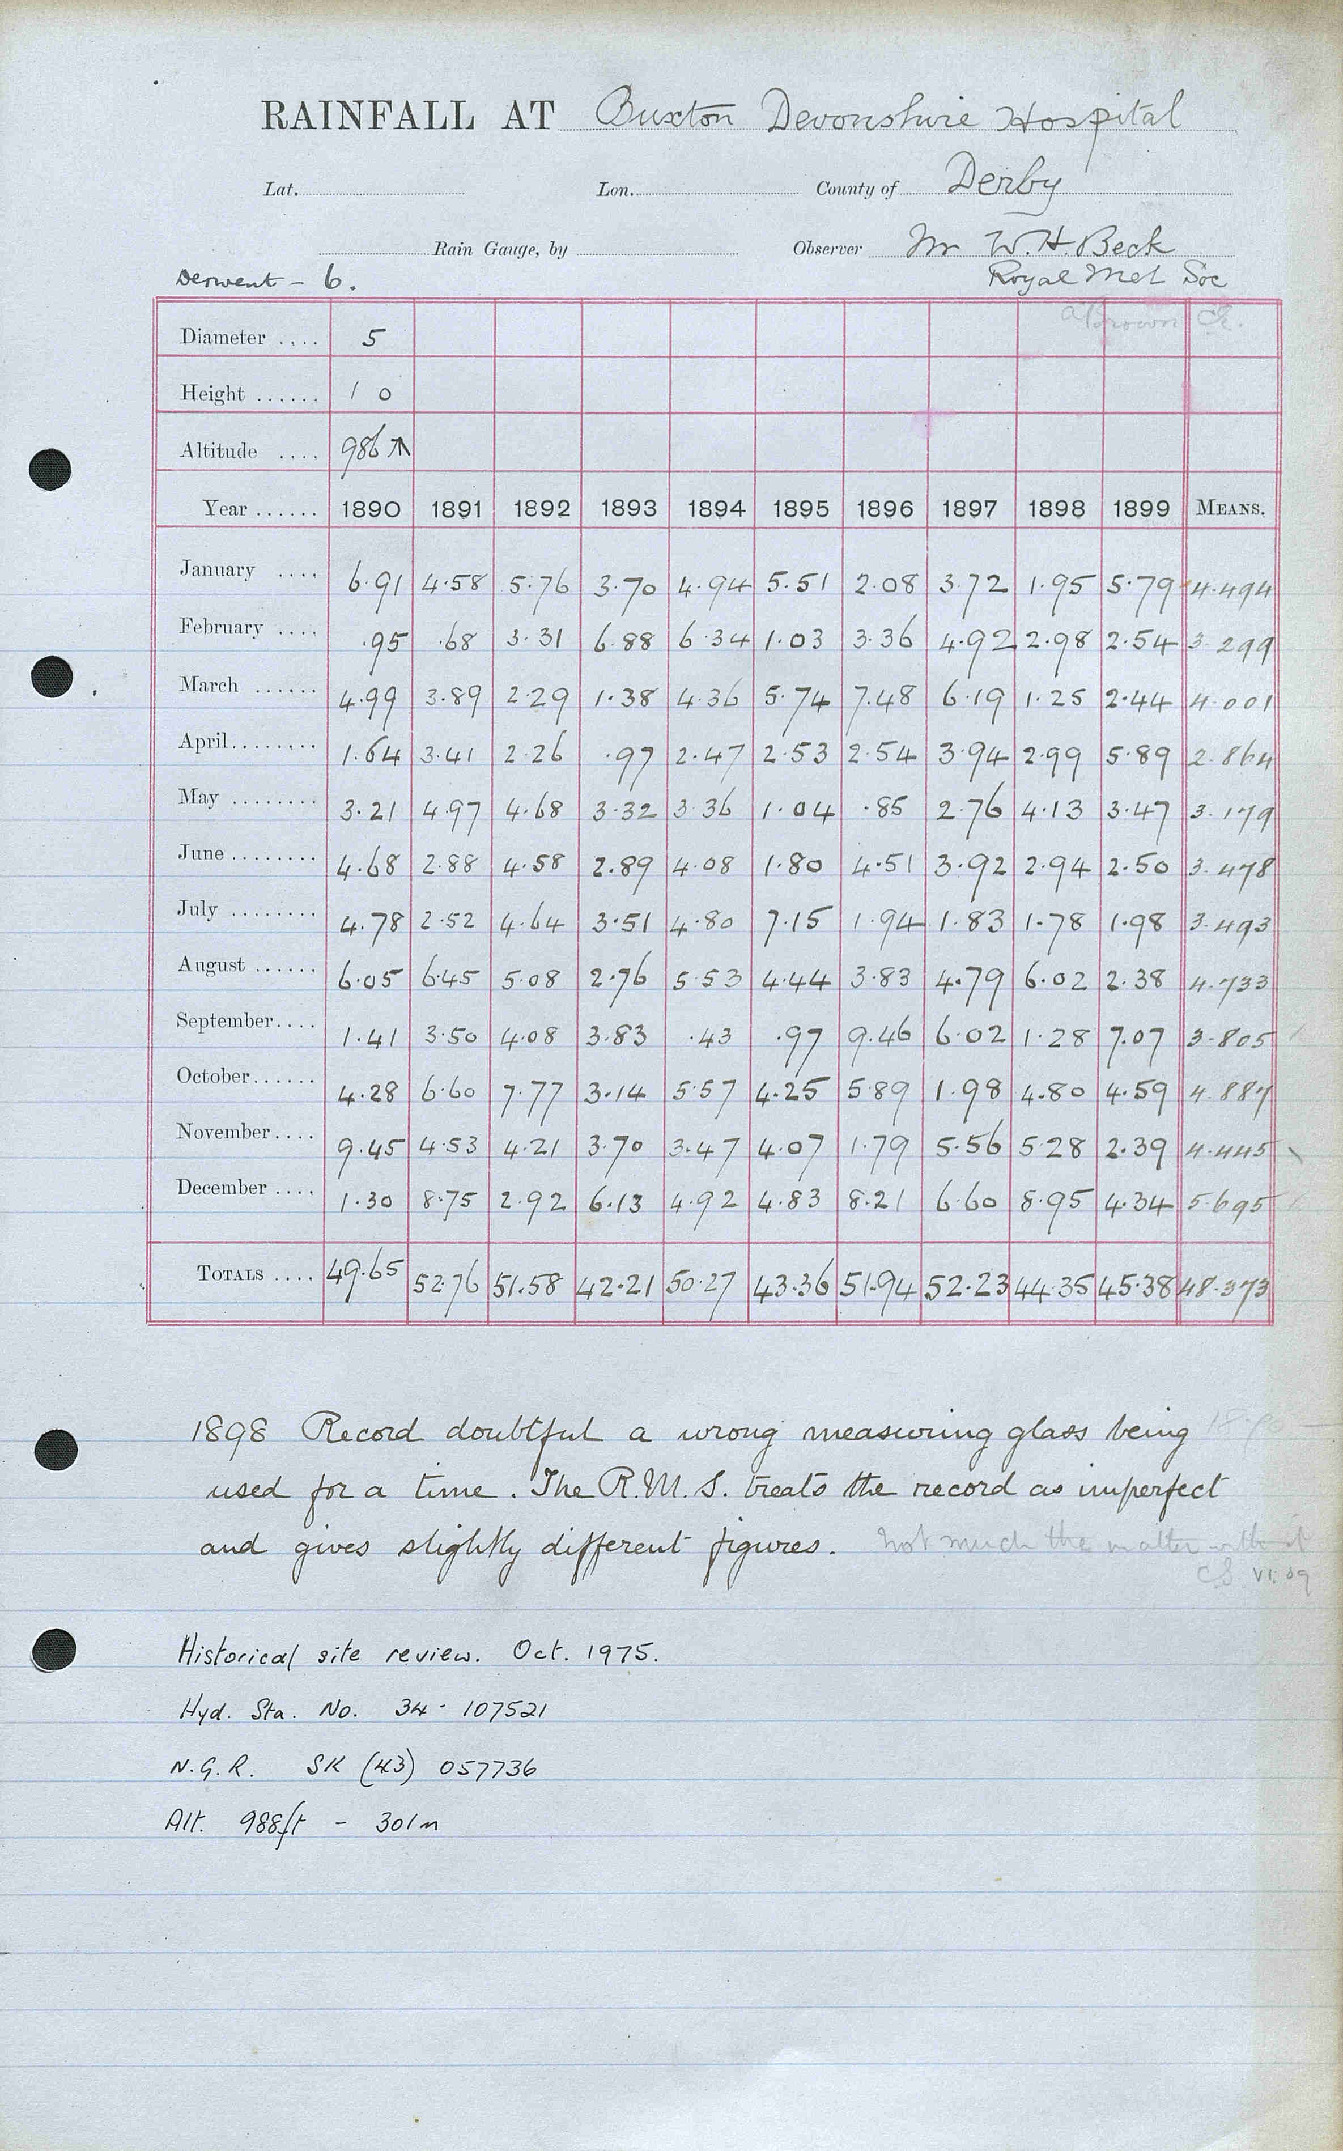 RAINFALL AT Buxton Devonshire Hospital
Lat. Lon. County of Derby
Rain Gauge, by Observer Mr W. H. Beck
Derwent - 6. Royal Met Soc
Diameter .... 5
Height ...... 1 0
Altitude .... 986
Year ...... 1890 1891 1892 1893 1894 1895 1896 1897 1898 1899 MEANS.
January .... 6.91 4.58 5.76 3.70 4.94 5.51 2.08 3.72 1.95 5.79 4.494
February .... .95 .68 3.31 6.88 6.34 1.03 3.36 4.92 2.98 2.54 3.299
March ...... 4.99 3.89 2.29 1.38 4.36 5.74 7.48 6.19 1.25 2.44 4.001
April........ 1.64 3.41 2.26 .97 2.47 2.53 2.54 3.94 2.99 5.89 2.864
May ........ 3.21 4.97 4.68 3.32 3.36 1.04 .85 2.76 4.13 3.47 3.179
June ........ 4.68 2.88 4.58 2.89 4.08 1.80 4.51 3.92 2.94 2.50 3.478
July ........ 4.78 2.52 4.64 3.51 4.80 7.15 1.94 1.83 1.78 1.98 3.493
August ...... 6.05 6.45 5.08 2.76 5.53 4.44 3.83 4.79 6.02 2.38 4.733
September.... 1.41 3.50 4.08 3.83 .43 .97 9.46 6.02 1.28 7.07 3.805
October...... 4.28 6.60 7.77 3.14 5.57 4.25 5.89 1.98 4.80 4.59 4.887
November.... 9.45 4.53 4.21 3.70 3.47 4.07 1.79 5.56 5.28 2.39 4.445
December .... 1.30 8.75 2.92 6.13 4.92 4.83 8.21 6.60 8.95 4.34 5.695
TOTALS .... 49.65 52.76 51.58 42.21 50.27 43.36 51.94 52.23 44.35 45.38 48.373
1898 Record doubtful a wrong measuring glass being
used for a time. The R.M.S. treats the record as imperfect
and gives slightly different figures. Not much the matter with it
CS VI.09
Historical site review. Oct. 1975.
Hyd. Sta. No. 34 - 107521
N.G.R. SK (43) 057736
Alt. 988ft - 301m